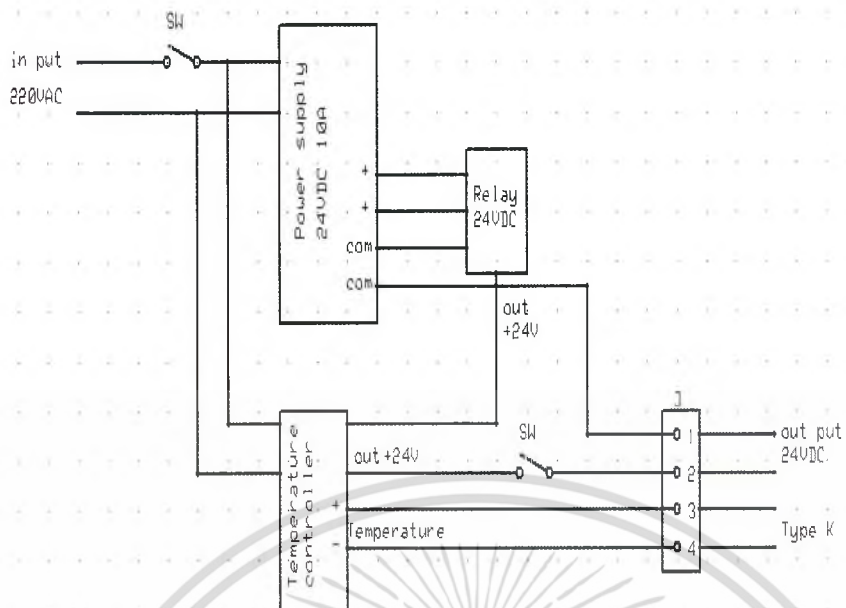 SW
in put
220VAC
Power supply
24VDC 10A
+
+
com
com
Relay
24VDC
out
+24V
Temperature
controller
+
-
out +24V
Temperature
SW
J
1
2
3
4
out put
24VDC.
Type K